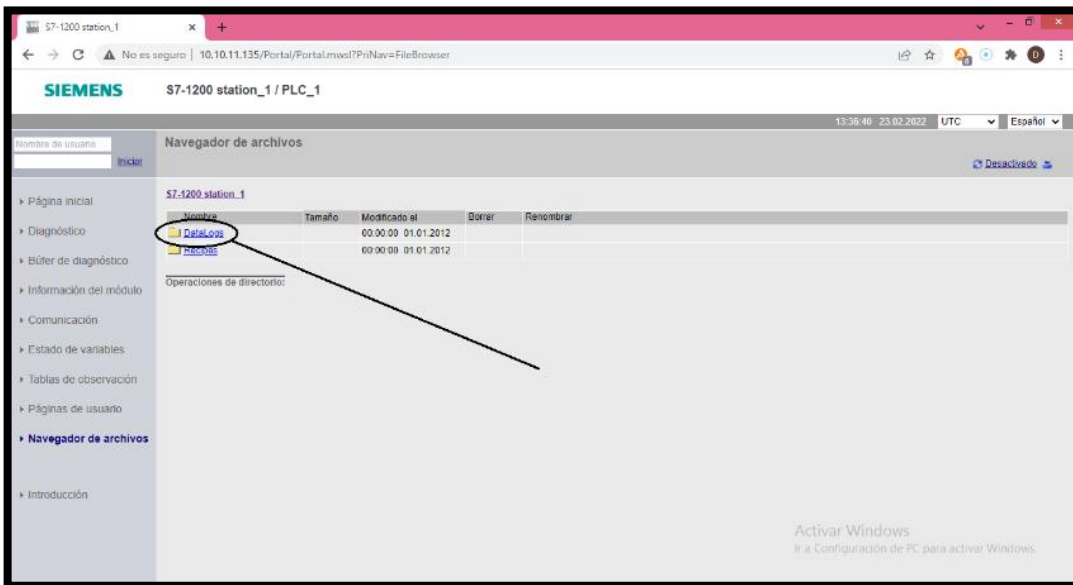 S7-1200 station_1
No es seguro | 10.10.11.135/Portal/Portal.mwsl?PriNav=FileBrowser
D
SIEMENS S7-1200 station_1 / PLC_1
13:36:40 23.02.2022 UTC Español
Nombre de usuario
Iniciar
Navegador de archivos
Desactivado
Página inicial
Diagnóstico
Búfer de diagnóstico
Información del módulo
Comunicación
Estado de variables
Tablas de observación
Páginas de usuario
Navegador de archivos
Introducción
S7-1200 station_1
Nombre Tamaño Modificado el Borrar Renombrar
DataLogs 00:00:00 01.01.2012
Recipes 00:00:00 01.01.2012
Operaciones de directorio:
Activar Windows
Ir a Configuración de PC para activar Windows.